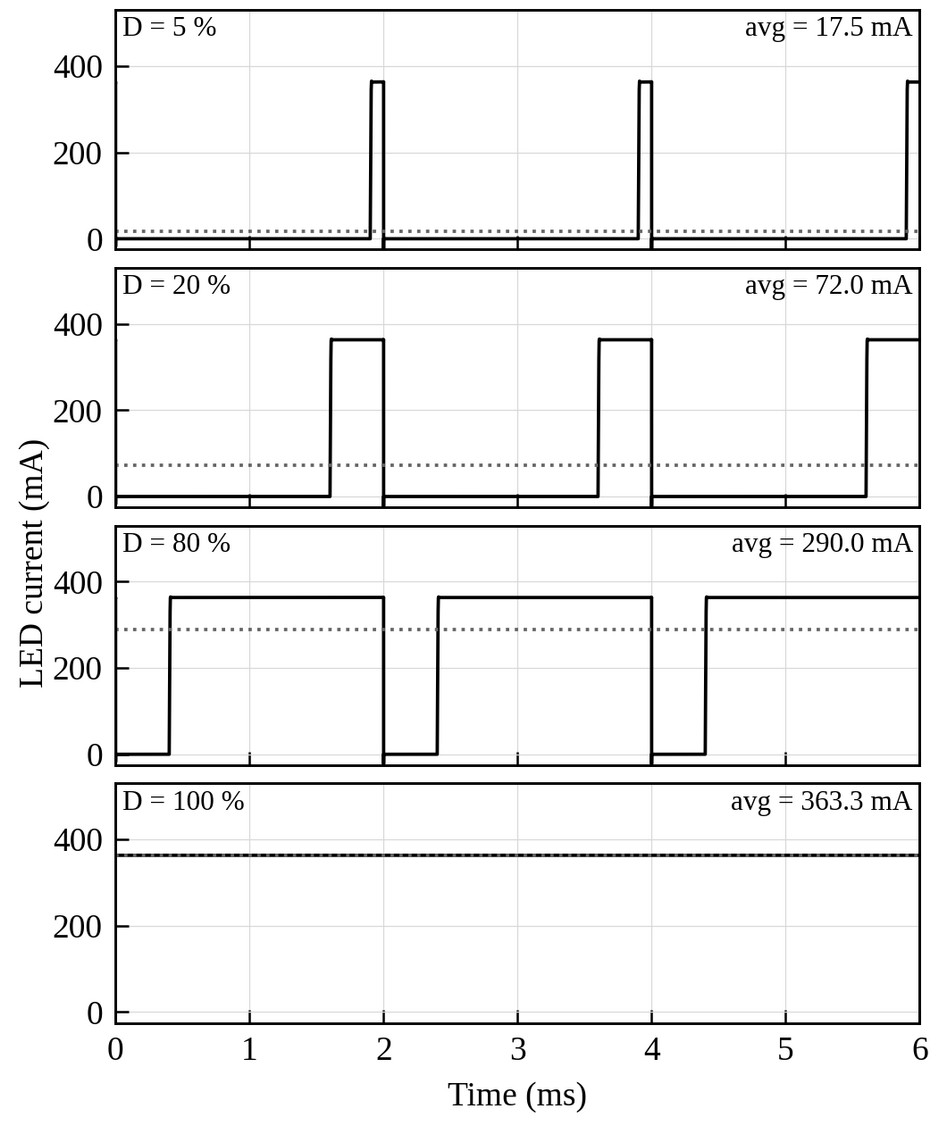 D = 5 %
avg = 17.5 mA
400
200
0
D = 20 %
avg = 72.0 mA
400
200
0
LED current (mA)
D = 80 %
avg = 290.0 mA
400
200
0
D = 100 %
avg = 363.3 mA
400
200
0
0 1 2 3 4 5 6
Time (ms)